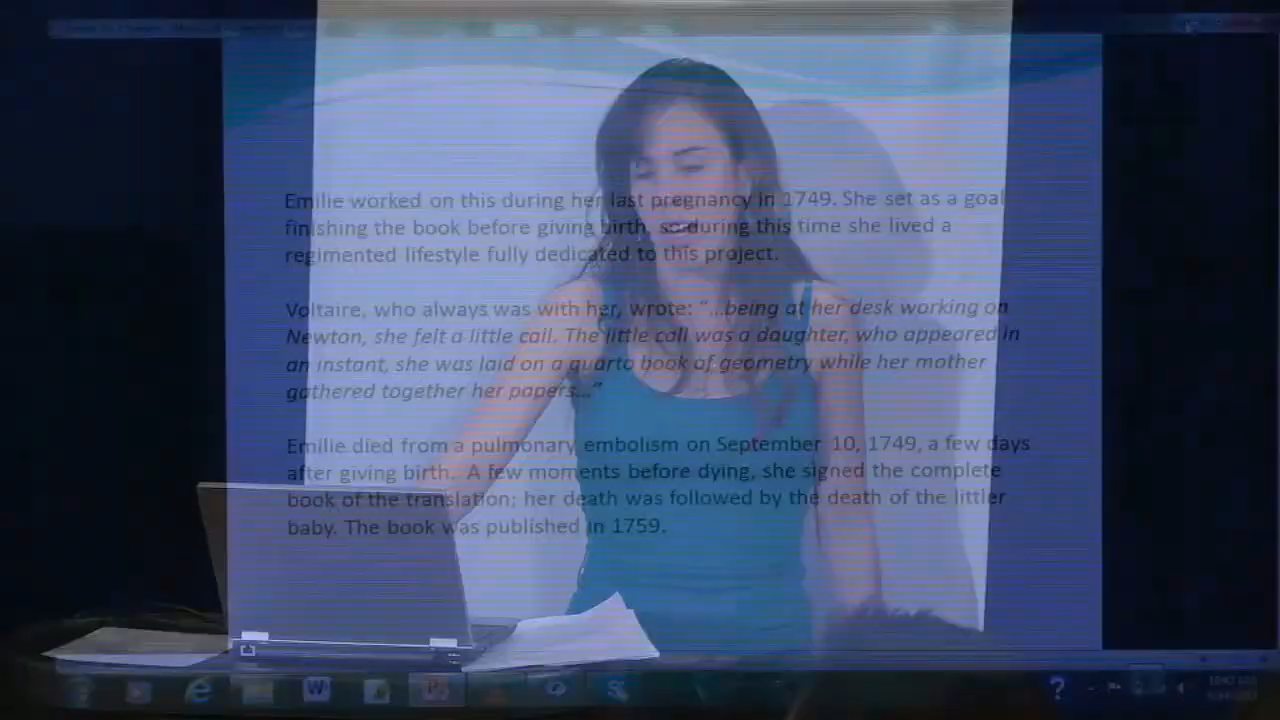 Emilie worked on this during her last pregnancy in 1749. She set as a goal
finishing the book before giving birth, so during this time she lived a
regimented lifestyle fully dedicated to this project.
Voltaire, who always was with her, wrote: "...being at her desk working on
Newton, she felt a little call. The little call was a daughter, who appeared in
an instant, she was laid on a quarto book of geometry while her mother
gathered together her papers..."
Emilie died from a pulmonary embolism on September 10, 1749, a few days
after giving birth. A few moments before dying, she signed the complete
book of the translation; her death was followed by the death of the littler
baby. The book was published in 1759.